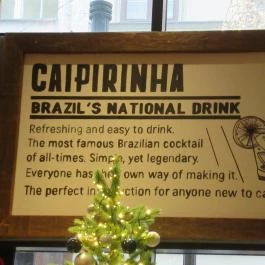 CAIPIRINHA
BRAZIL'S NATIONAL DRINK
Refreshing and easy to drink.
The most famous Brazilian cocktail
of all-times. Simple, yet legendary.
Everyone has own way of making it.
The perfect for anyone new to